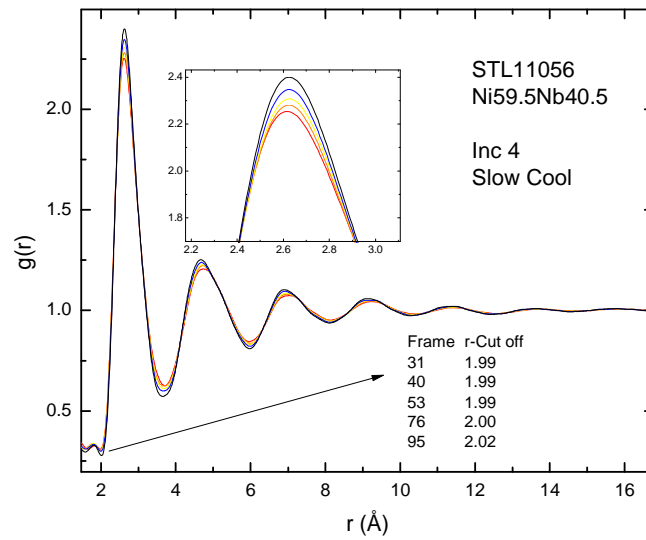 STL11056
Ni59.5Nb40.5
Inc 4
Slow Cool
g(r)
2.0
1.5
1.0
0.5
2.4
2.2
2.0
1.8
2.2 2.4 2.6 2.8 3.0
Frame r-Cut off
31 1.99
40 1.99
53 1.99
76 2.00
95 2.02
2 4 6 8 10 12 14 16
r (Å)